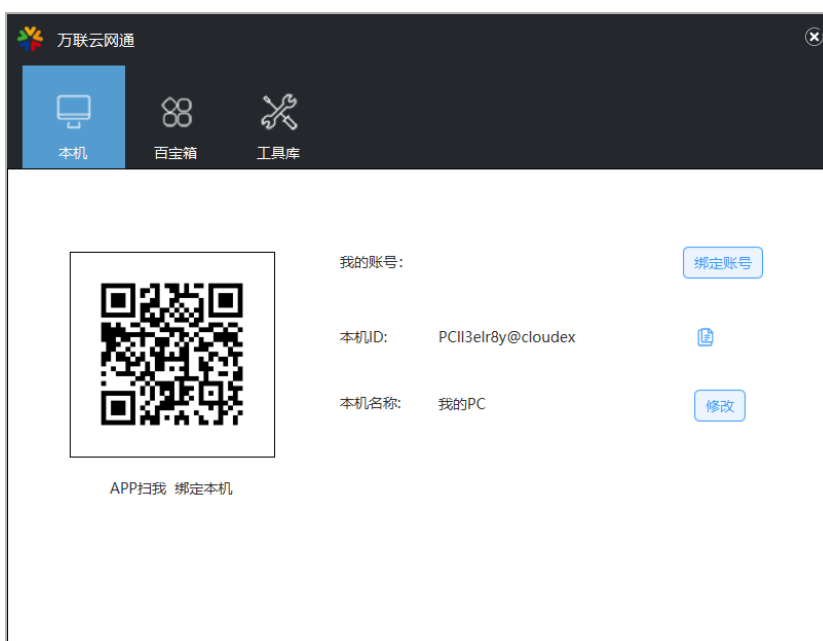 万联云网通
本机 百宝箱 工具库
我的账号: 绑定账号
本机ID: PCII3elr8y@cloudex
本机名称: 我的PC 修改
APP扫我 绑定本机